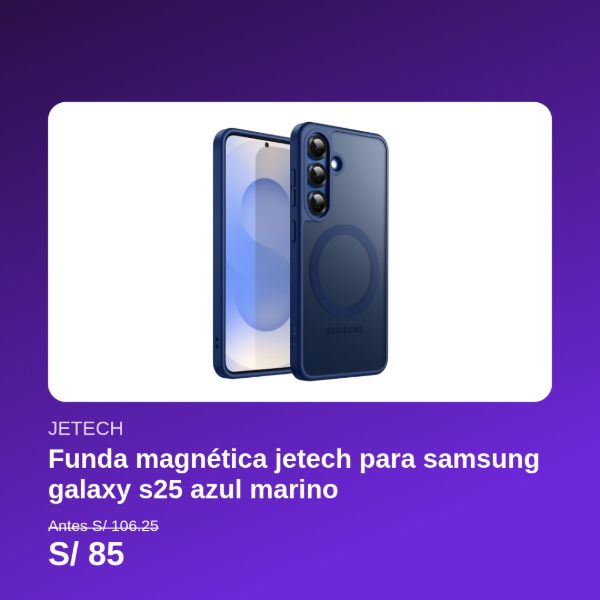 SAMSUNG
JETECH
Funda magnética jetech para samsung
galaxy s25 azul marino
Antes S/ 106.25
S/ 85